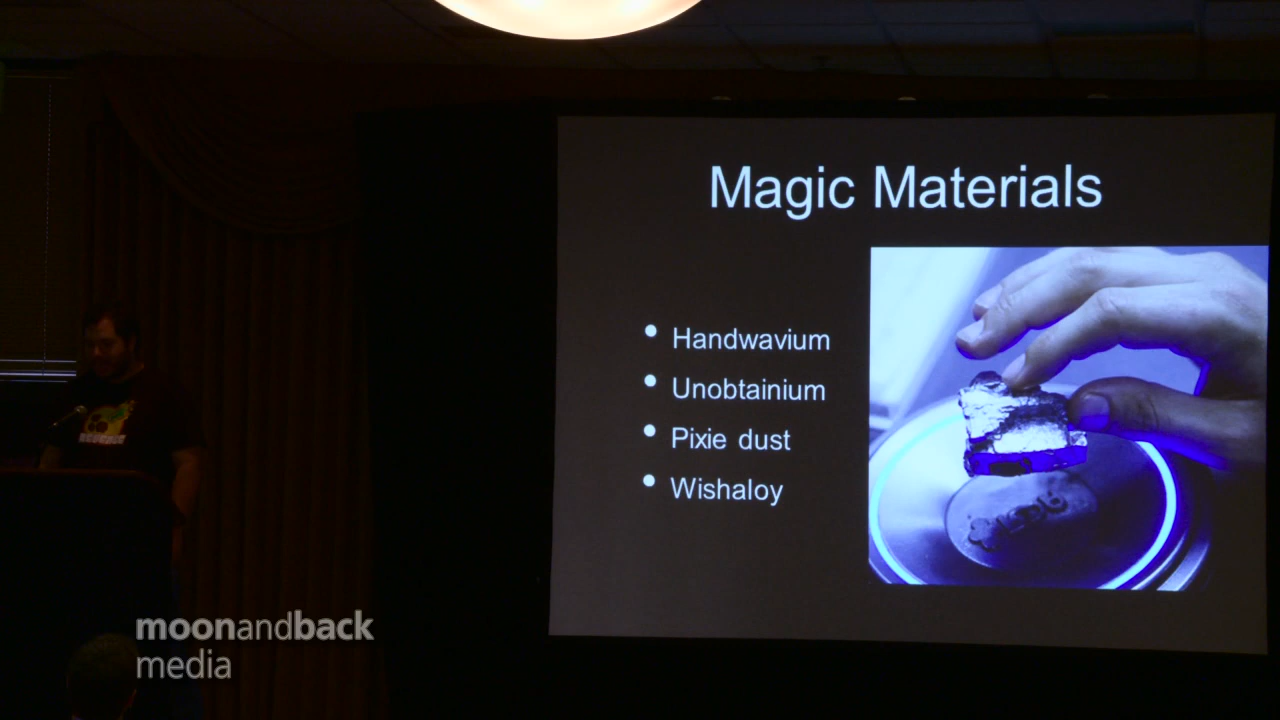 Magic Materials
Handwavium
Unobtainium
Pixie dust
Wishaloy
moonandback
media